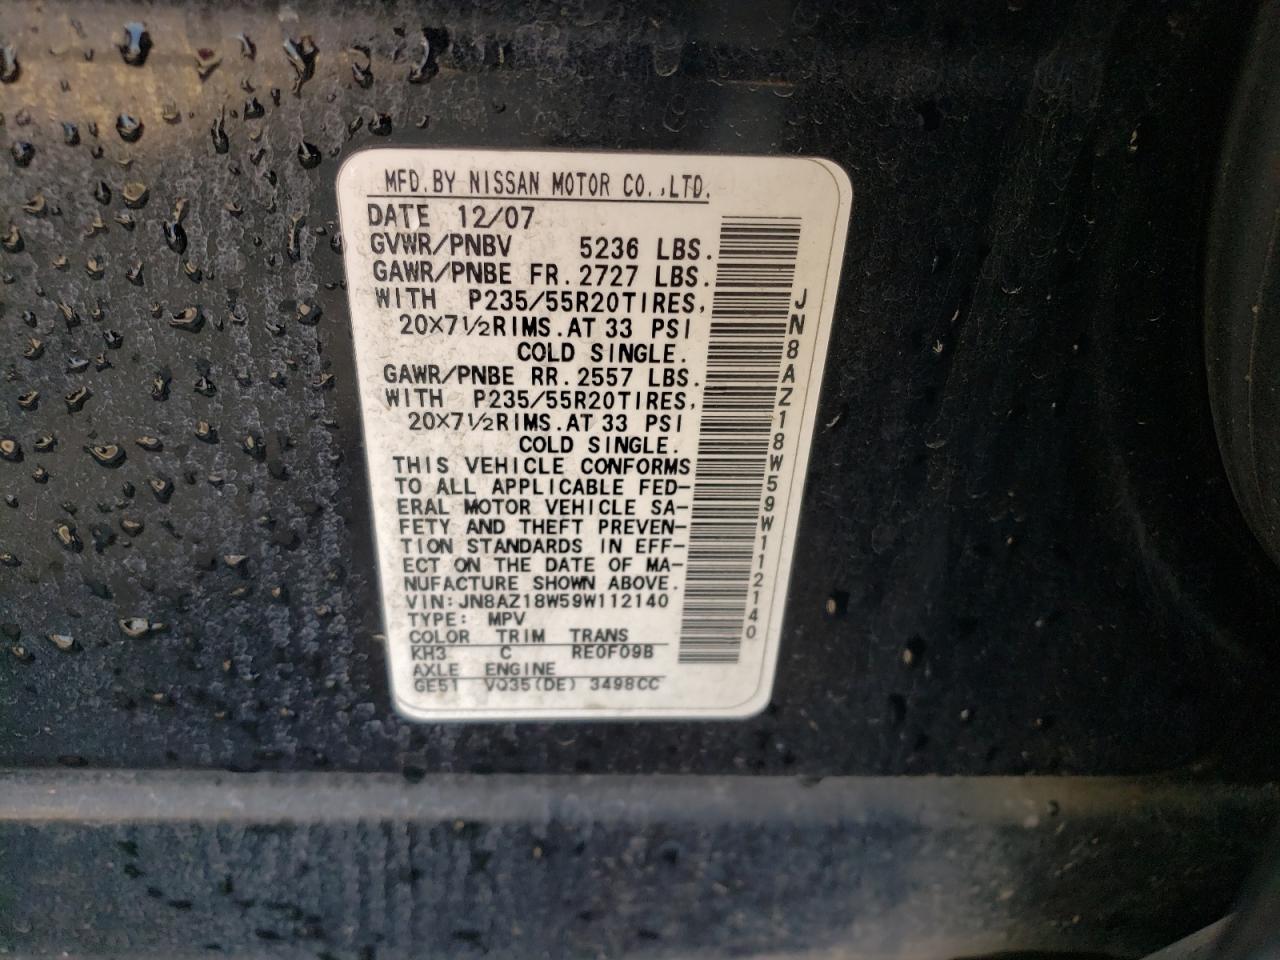 MFD.BY NISSAN MOTOR CO.,LTD.
DATE 12/07
GVWR/PNBV 5236 LBS.
GAWR/PNBE FR.2727 LBS.
WITH P235/55R20TIRES,
20X7½RIMS.AT 33 PSI
COLD SINGLE.
GAWR/PNBE RR.2557 LBS.
WITH P235/55R20TIRES,
20X7½RIMS.AT 33 PSI
COLD SINGLE.
THIS VEHICLE CONFORMS
TO ALL APPLICABLE FED-
ERAL MOTOR VEHICLE SA-
FETY AND THEFT PREVEN-
TION STANDARDS IN EFF-
ECT ON THE DATE OF MA-
NUFACTURE SHOWN ABOVE.
VIN:JN8AZ18W59W112140
TYPE: MPV
COLOR TRIM TRANS
KH3 C RE0F09B
AXLE ENGINE
GE51 VQ35(DE) 3498CC
JN8AZ18W59W112140